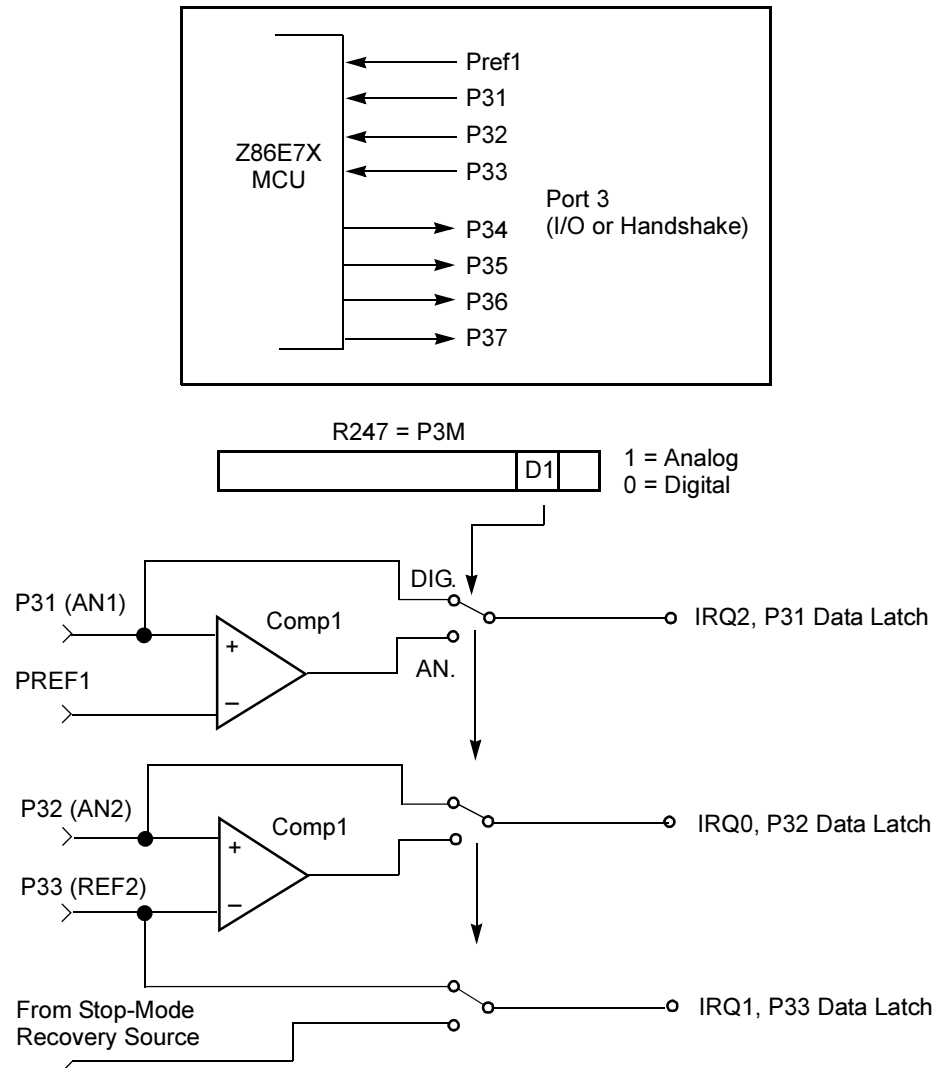 Pref1
P31
P32
P33
Z86E7X
MCU
Port 3
(I/O or Handshake)
P34
P35
P36
P37
R247 = P3M
D1
1 = Analog
0 = Digital
DIG.
P31 (AN1)
Comp1
IRQ2, P31 Data Latch
+
AN.
PREF1
–
P32 (AN2)
Comp1
IRQ0, P32 Data Latch
+
P33 (REF2)
–
From Stop-Mode
Recovery Source
IRQ1, P33 Data Latch